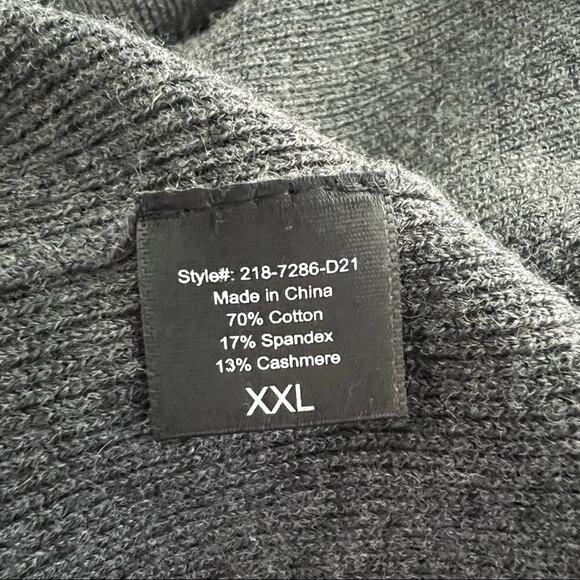 Style#: 218-7286-D21
Made in China
70% Cotton
17% Spandex
13% Cashmere
XXL